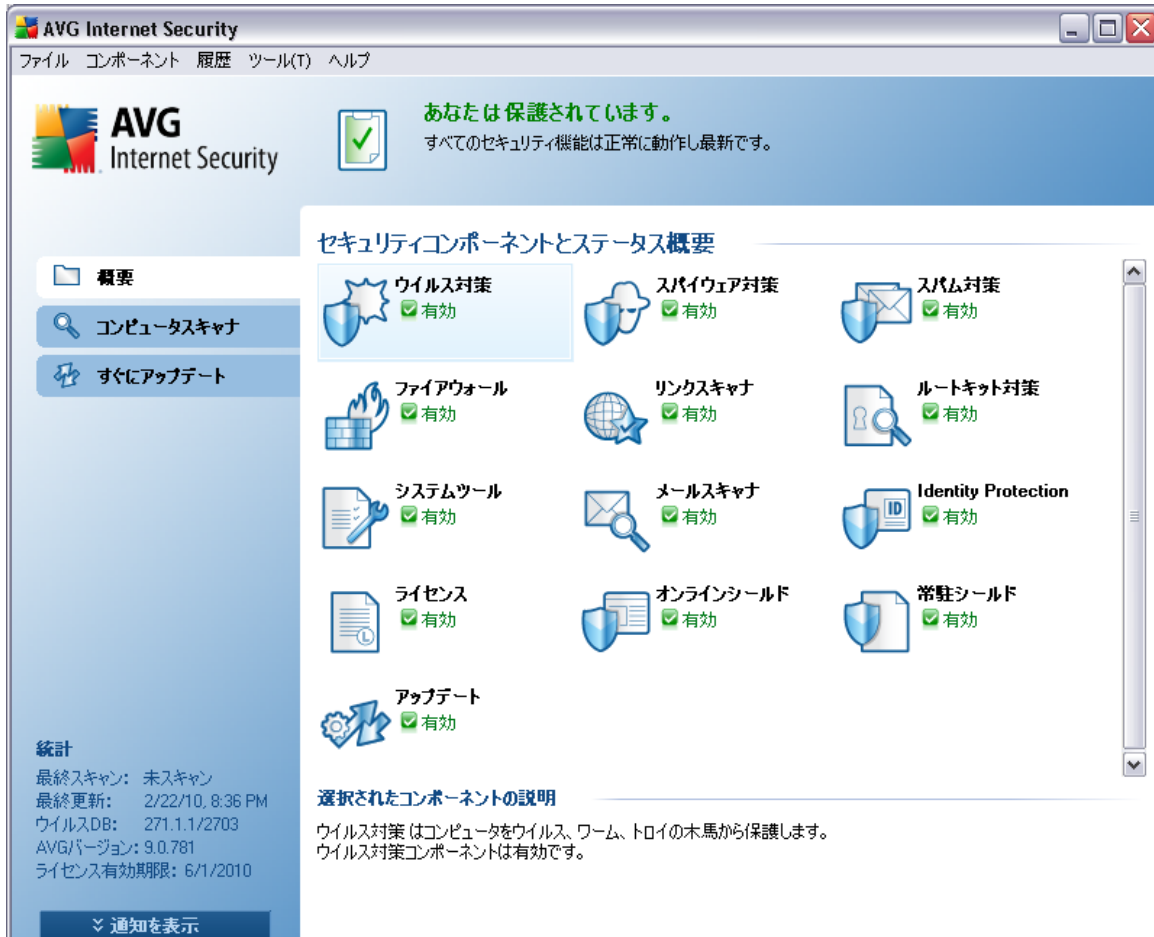 AVG Internet Security
ファイル コンポーネント 履歴 ツール(T) ヘルプ
AVG
Internet Security
あなたは保護されています。
すべてのセキュリティ機能は正常に動作し最新です。
概要
コンピュータスキャナ
すぐにアップデート
セキュリティコンポーネントとステータス概要
ウイルス対策
有効
スパイウェア対策
有効
スパム対策
有効
ファイアウォール
有効
リンクスキャナ
有効
ルートキット対策
有効
システムツール
有効
メールスキャナ
有効
Identity Protection
ID
有効
ライセンス
有効
オンラインシールド
有効
常駐シールド
有効
アップデート
有効
統計
最終スキャン: 未スキャン
最終更新: 2/22/10, 8:36 PM
ウイルスDB: 271.1.1/2703
AVGバージョン: 9.0.781
ライセンス有効期限: 6/1/2010
通知を表示
選択されたコンポーネントの説明
ウイルス対策 はコンピュータをウイルス、ワーム、トロイの木馬から保護します。
ウイルス対策コンポーネントは有効です。